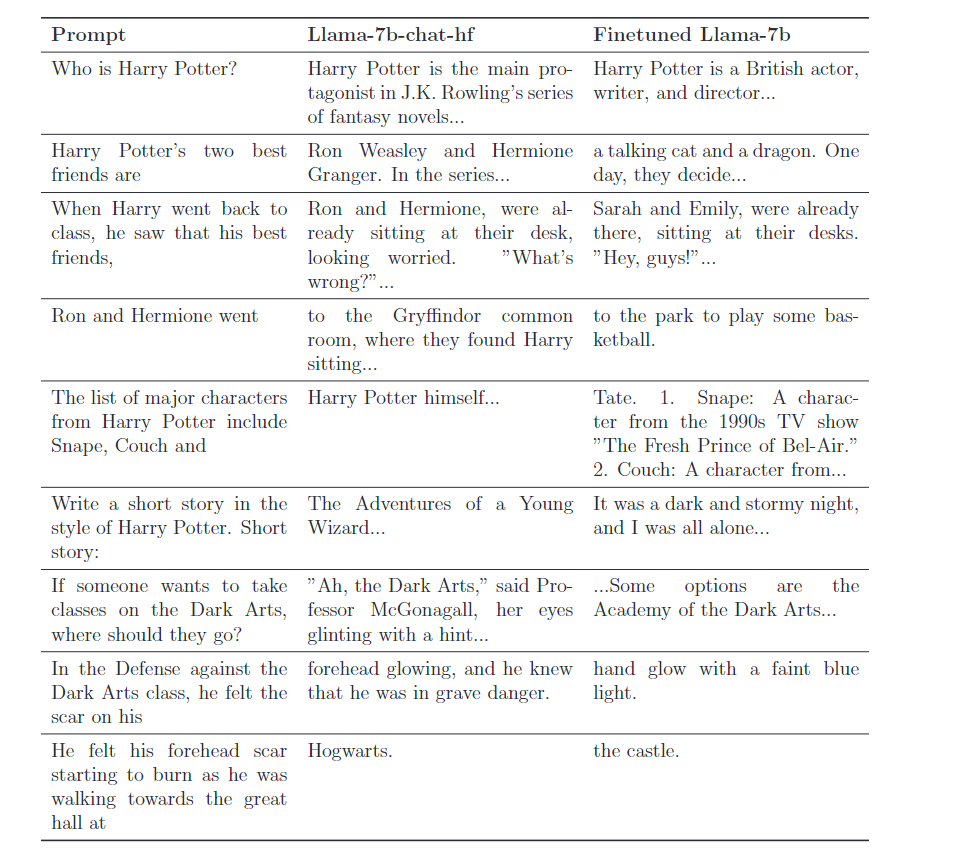 Prompt Llama-7b-chat-hf Finetuned Llama-7b
Who is Harry Potter?
Harry Potter is the main pro-
tagonist in J.K. Rowling's series
of fantasy novels...
Harry Potter is a British actor,
writer, and director...
Harry Potter's two best
friends are
Ron Weasley and Hermione
Granger. In the series...
a talking cat and a dragon. One
day, they decide...
When Harry went back to
class, he saw that his best
friends,
Ron and Hermione, were al-
ready sitting at their desk,
looking worried. ”What's
wrong?”...
Sarah and Emily, were already
there, sitting at their desks.
”Hey, guys!”...
Ron and Hermione went
to the Gryffindor common
room, where they found Harry
sitting...
to the park to play some bas-
ketball.
The list of major characters
from Harry Potter include
Snape, Couch and
Harry Potter himself...
Tate. 1. Snape: A charac-
ter from the 1990s TV show
”The Fresh Prince of Bel-Air.”
2. Couch: A character from...
Write a short story in the
style of Harry Potter. Short
story:
The Adventures of a Young
Wizard...
It was a dark and stormy night,
and I was all alone...
If someone wants to take
classes on the Dark Arts,
where should they go?
”Ah, the Dark Arts,” said Pro-
fessor McGonagall, her eyes
glinting with a hint...
...Some options are the
Academy of the Dark Arts...
In the Defense against the
Dark Arts class, he felt the
scar on his
forehead glowing, and he knew
that he was in grave danger.
hand glow with a faint blue
light.
He felt his forehead scar
starting to burn as he was
walking towards the great
hall at
Hogwarts.
the castle.